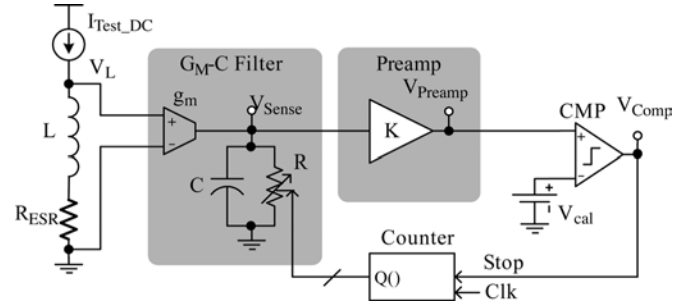 I_Test_DC
V_L
G_M-C Filter
g_m
V_Sense
+
−
L
C
R
R_ESR
Preamp
V_Preamp
K
CMP
V_Comp
+
−
+
V_cal
Counter
Q()
Stop
Clk